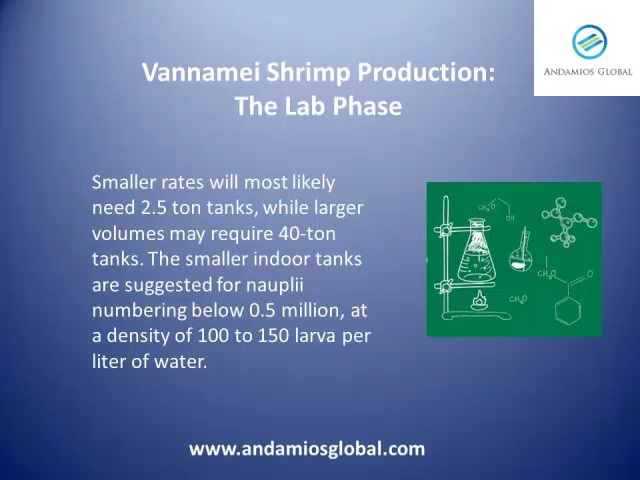 ANDAMIOS GLOBAL
Vannamei Shrimp Production:
The Lab Phase
Smaller rates will most likely
need 2.5 ton tanks, while larger
volumes may require 40-ton
tanks. The smaller indoor tanks
are suggested for nauplii
numbering below 0.5 million, at
a density of 100 to 150 larva per
liter of water.
OH
O
www.andamiosglobal.com